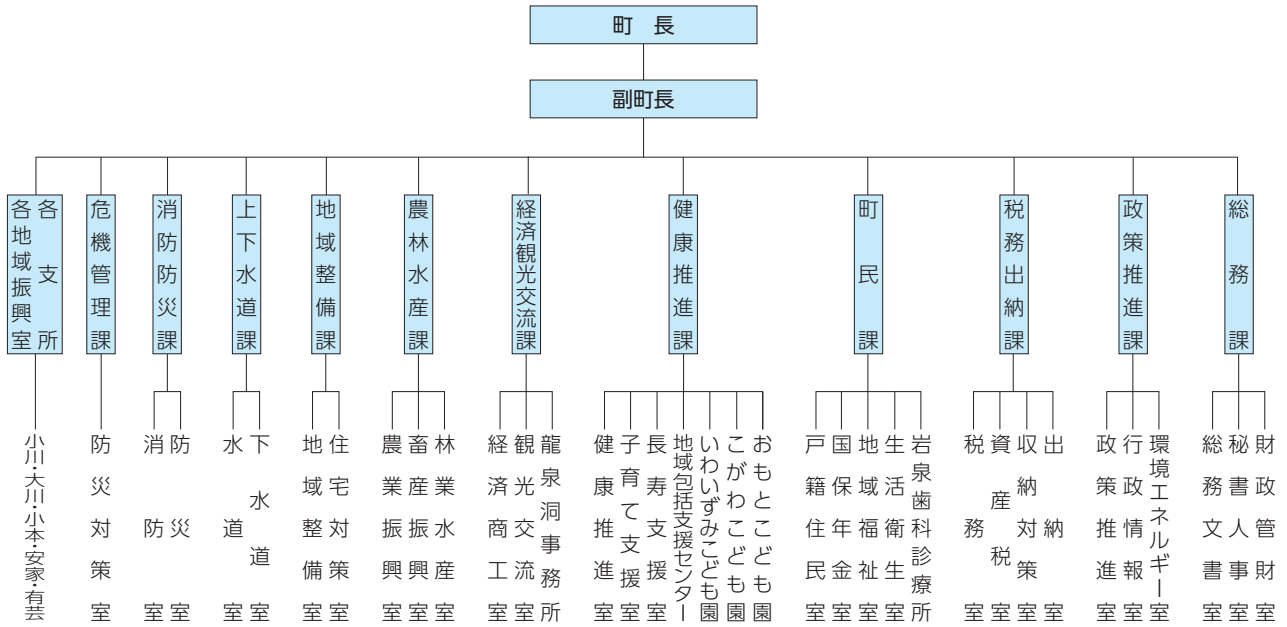 町長
副町長
総務課
政策推進課
税務出納課
町民課
健康推進課
経済観光交流課
農林水産課
地域整備課
上下水道課
消防防災課
危機管理課
各支所
各地域振興室
財政管財室
秘書人事室
総務文書室
環境エネルギー室
行政情報室
政策推進室
出納室
収納対策室
資産税室
税務室
岩泉歯科診療所
生活衛生室
地域福祉室
国保年金室
戸籍住民室
おもとこども園
こがわこども園
いわいずみこども園
地域包括支援センター
長寿支援室
子育て支援室
健康推進室
龍泉洞事務所
観光交流室
経済商工室
林業水産室
畜産振興室
農業振興室
住宅対策室
地域整備室
下水道室
水道室
防災室
消防室
防災対策室
小川・大川・小本・安家・有芸